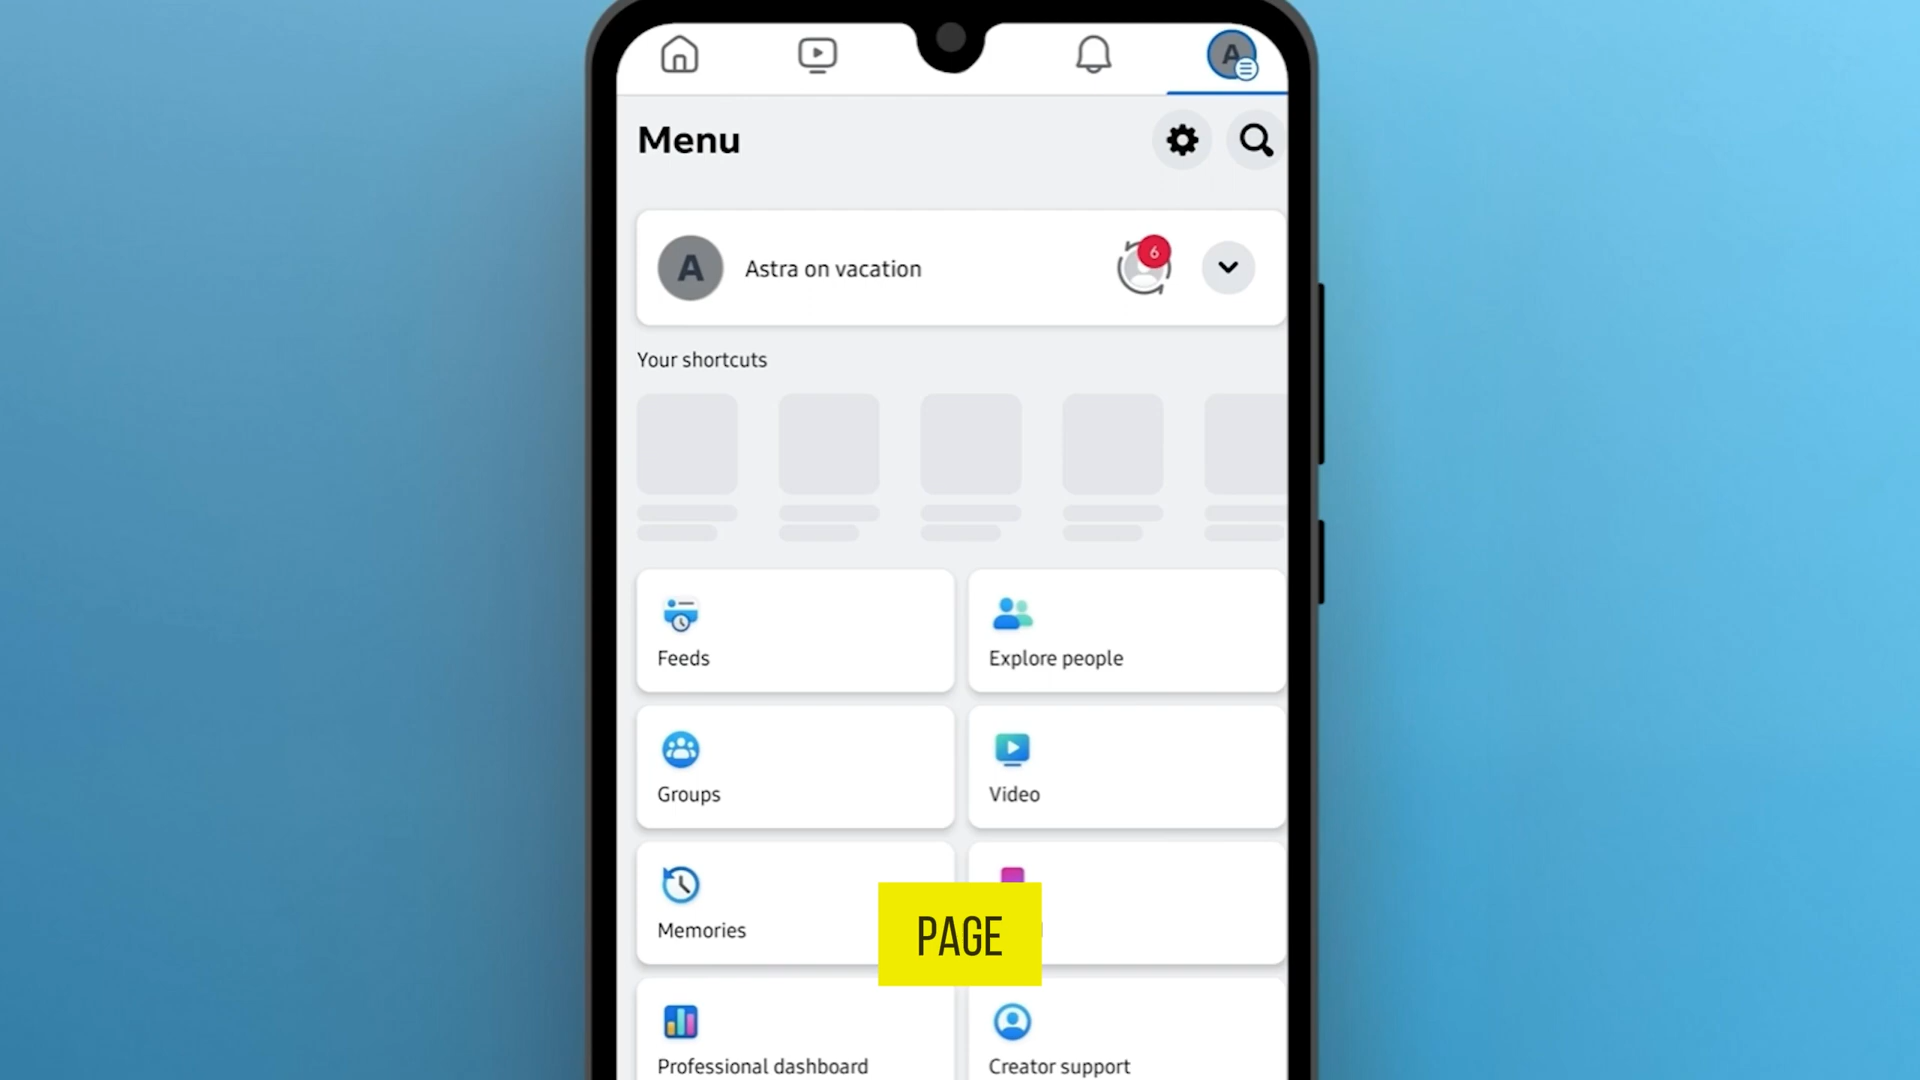 A
Menu
A
Astra on vacation
6
Your shortcuts
Feeds
Explore people
Groups
Video
Memories
PAGE
Professional dashboard
Creator support